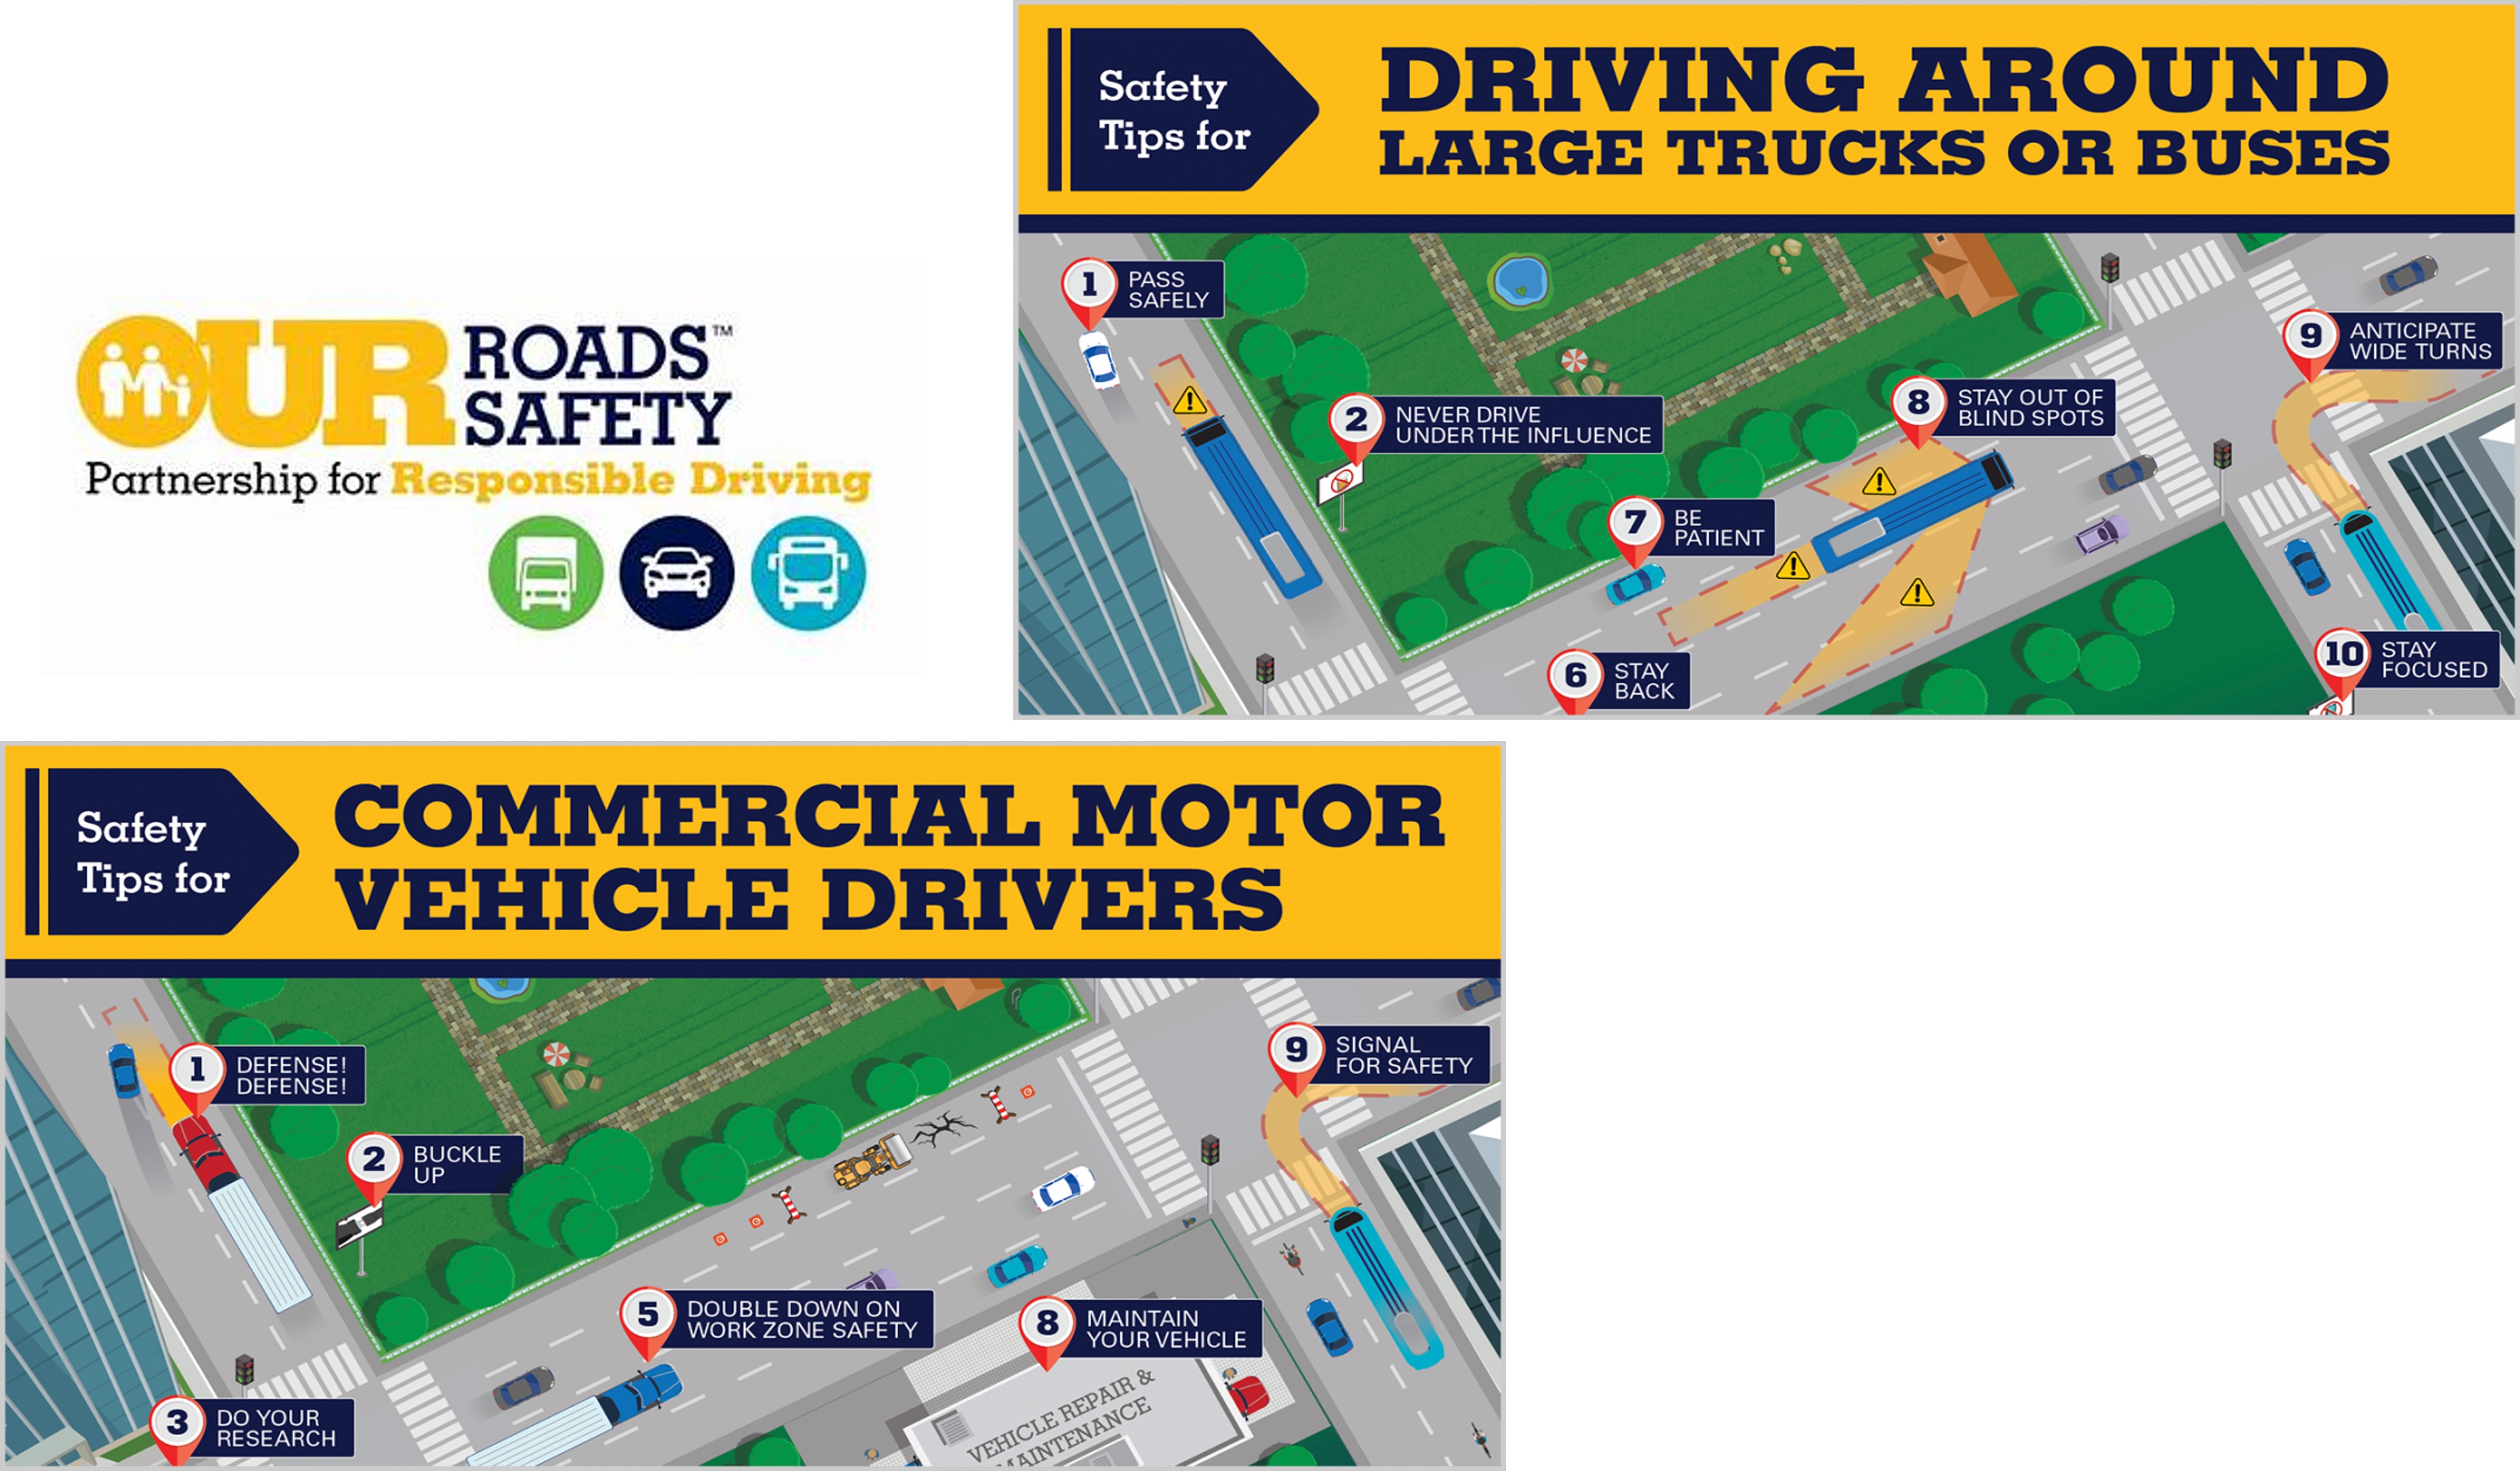 OUR ROADS™
SAFETY
Partnership for Responsible Driving
Safety
Tips for
DRIVING AROUND
LARGE TRUCKS OR BUSES
1 PASS
SAFELY
2 NEVER DRIVE
UNDER THE INFLUENCE
7 BE
PATIENT
8 STAY OUT OF
BLIND SPOTS
9 ANTICIPATE
WIDE TURNS
6 STAY
BACK
10 STAY
FOCUSED
Safety
Tips for
COMMERCIAL MOTOR
VEHICLE DRIVERS
1 DEFENSE!
DEFENSE!
2 BUCKLE
UP
9 SIGNAL
FOR SAFETY
5 DOUBLE DOWN ON
WORK ZONE SAFETY
8 MAINTAIN
YOUR VEHICLE
3 DO YOUR
RESEARCH
VEHICLE REPAIR &
MAINTENANCE